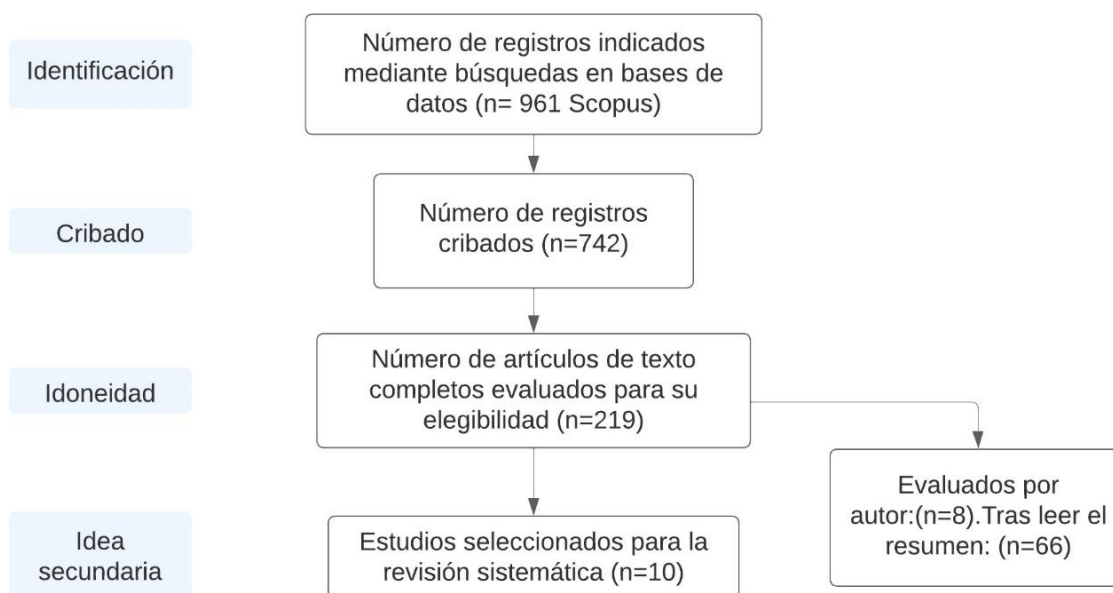 Identificación
Número de registros indicados
mediante búsquedas en bases de
datos (n= 961 Scopus)
Cribado
Número de registros
cribados (n=742)
Idoneidad
Número de artículos de texto
completos evaluados para su
elegibilidad (n=219)
Evaluados por
autor:(n=8).Tras leer el
resumen: (n=66)
Idea
secundaria
Estudios seleccionados para la
revisión sistemática (n=10)